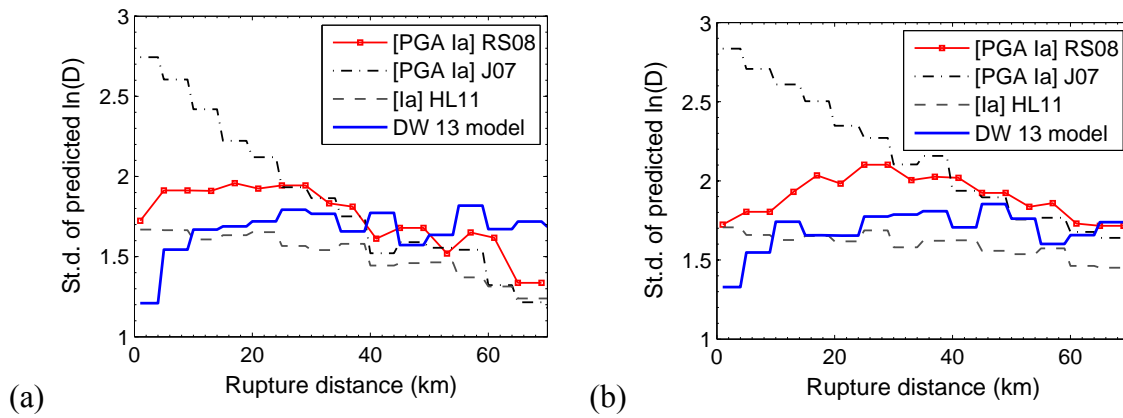 3
2.5
2
1.5
1
0
20
40
60
St.d. of predicted ln(D)
Rupture distance (km)
[PGA Ia] RS08
[PGA Ia] J07
[Ia] HL11
DW 13 model
(a)
3
2.5
2
1.5
1
0
20
40
60
St.d. of predicted ln(D)
Rupture distance (km)
[PGA Ia] RS08
[PGA Ia] J07
[Ia] HL11
DW 13 model
(b)